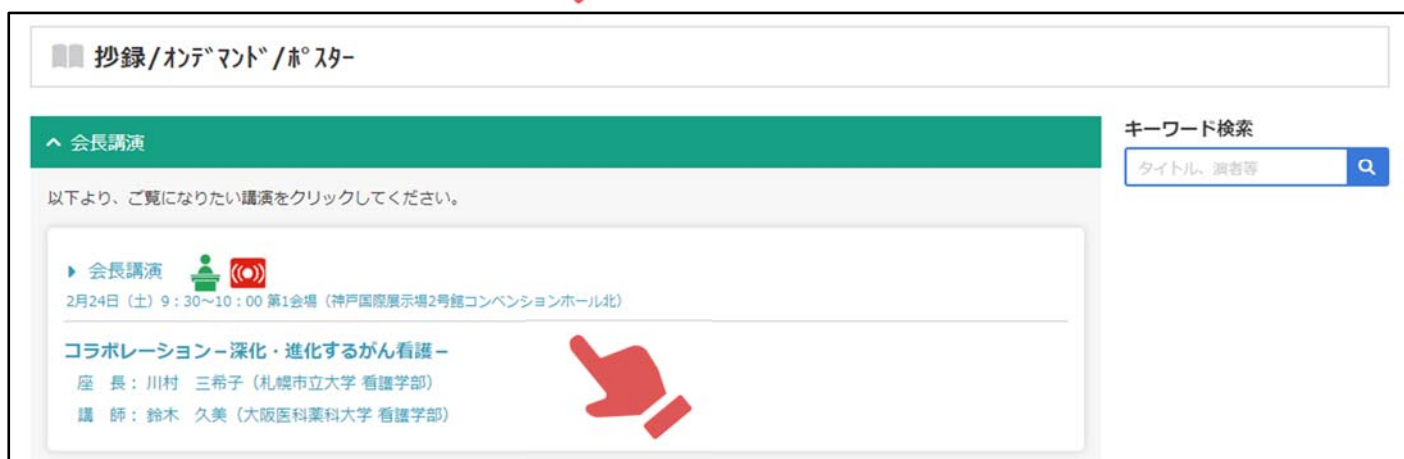 抄録/ｵﾝﾃﾞﾏﾝﾄﾞ/ﾎﾟｽﾀｰ
会長講演
以下より、ご覧になりたい講演をクリックしてください。
会長講演
2月24日（土）9：30～10：00 第1会場（神戸国際展示場2号館コンベンションホール北）
コラボレーション－深化・進化するがん看護－
座　長： 川村　三希子（札幌市立大学 看護学部）
講　師： 鈴木　久美（大阪医科薬科大学 看護学部）
キーワード検索
タイトル、演者等